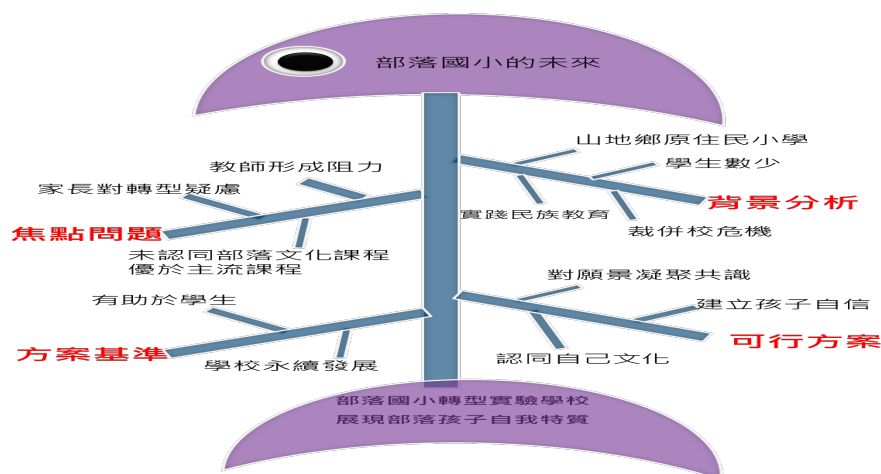 部落國小的未來
山地鄉原住民小學
學生數少
背景分析
實踐民族教育
裁併校危機
教師形成阻力
家長對轉型疑慮
焦點問題
未認同部落文化課程
優於主流課程
對願景凝聚共識
建立孩子自信
可行方案
認同自己文化
有助於學生
方案基準
學校永續發展
部落國小轉型實驗學校
展現部落孩子自我特質